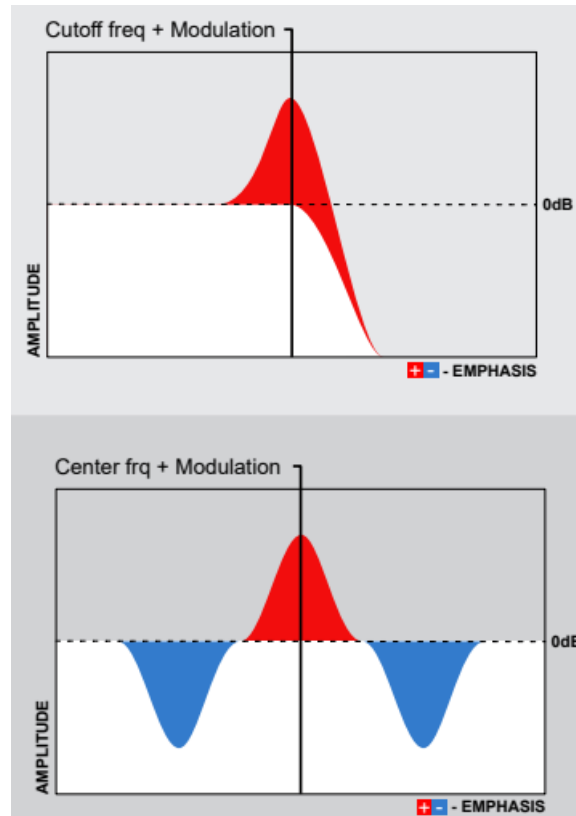 Cutoff freq + Modulation
0dB
AMPLITUDE
+ - - EMPHASIS
Center frq + Modulation
0dB
AMPLITUDE
+ - - EMPHASIS